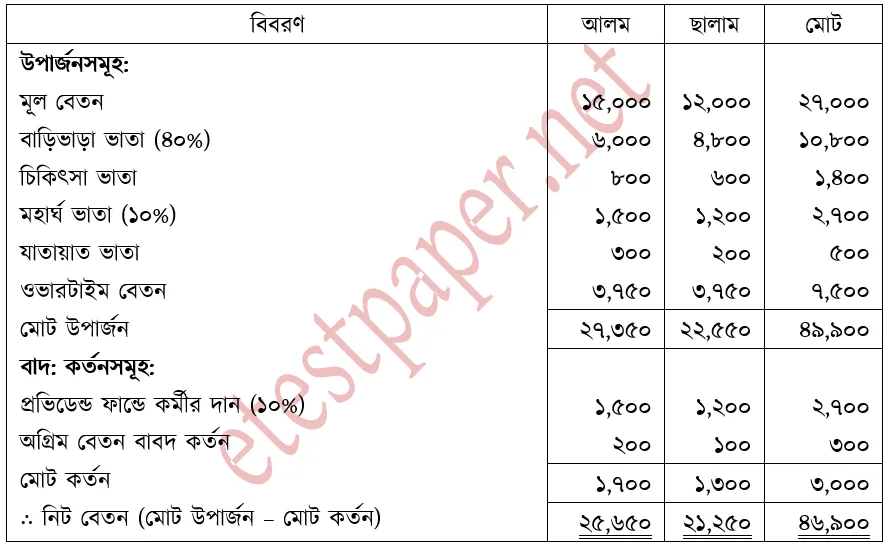 বিবরণ আলম ছালাম মোট
উপার্জনসমূহ:
মূল বেতন ১৫,০০০ ১২,০০০ ২৭,০০০
বাড়িভাড়া ভাতা (৪০%) ৬,০০০ ৪,৮০০ ১০,৮০০
চিকিৎসা ভাতা ৮০০ ৬০০ ১,৪০০
মহার্ঘ ভাতা (১০%) ১,৫০০ ১,২০০ ২,৭০০
যাতায়াত ভাতা ৩০০ ২০০ ৫০০
ওভারটাইম বেতন ৩,৭৫০ ৩,৭৫০ ৭,৫০০
মোট উপার্জন ২৭,৩৫০ ২২,৫৫০ ৪৯,৯০০
বাদ: কর্তনসমূহ:
প্রভিডেন্ড ফান্ডে কর্মীর দান (১০%) ১,৫০০ ১,২০০ ২,৭০০
অগ্রিম বেতন বাবদ কর্তন ২০০ ১০০ ৩০০
মোট কর্তন ১,৭০০ ১,৩০০ ৩,০০০
∴ নিট বেতন (মোট উপার্জন – মোট কর্তন) ২৫,৬৫০ ২১,২৫০ ৪৬,৯০০
etestpaper.net